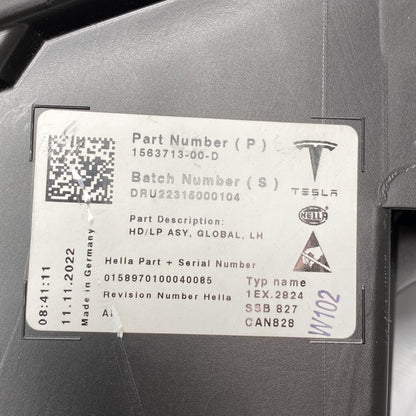 Part Number ( P )
1563713-00-D
Batch Number ( S )
DRU22315000104
Part Description:
HD/LP ASY, GLOBAL, LH
Hella Part + Serial Number
0158970100040085
Revision Number Hella
TESLA
HELLA
Typ name
1EX.2824
SSB 827
CAN828
W102
08:41:11
11.11.2022
Made in Germany